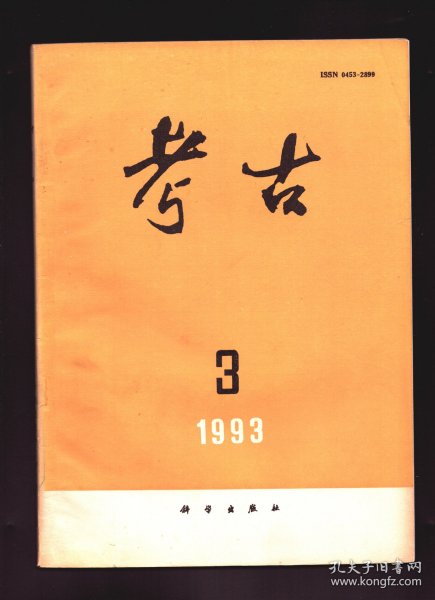 ISSN 0453-2899
考古
3
1993
科学出版社
孔夫子旧书网
www.kongfz.com